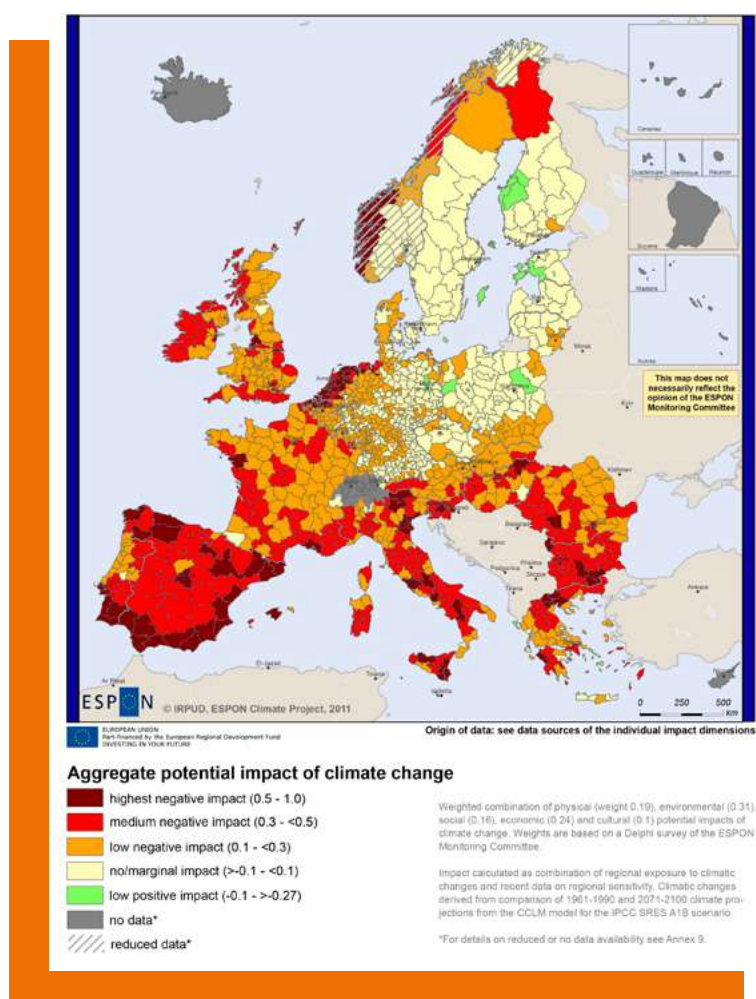 Canaries
Guadeloupe Martinique Réunion
Guyane
Madeira
Azores
This map does not
necessarily reflect the
opinion of the ESPON
Monitoring Committee
Minsk
Kyiv
Belgrade
Sarajevo
Podgorica
Skopje
Tirana
Ankara
El-Jazair
Tounis
Ar Ribat
Valletta
ESPON © IRPUD, ESPON Climate Project, 2011
0 250 500
Km
EUROPEAN UNION
Part-financed by the European Regional Development Fund
INVESTING IN YOUR FUTURE
Origin of data: see data sources of the individual impact dimensions
Aggregate potential impact of climate change
highest negative impact (0.5 - 1.0)
medium negative impact (0.3 - <0.5)
low negative impact (0.1 - <0.3)
no/marginal impact (>-0.1 - <0.1)
low positive impact (-0.1 - >-0.27)
no data*
reduced data*
Weighted combination of physical (weight 0.19), environmental (0.31),
social (0.16), economic (0.24) and cultural (0.1) potential impacts of
climate change. Weights are based on a Delphi survey of the ESPON
Monitoring Committee.
Impact calculated as combination of regional exposure to climatic
changes and recent data on regional sensitivity. Climatic changes
derived from comparison of 1961-1990 and 2071-2100 climate pro-
jections from the CCLM model for the IPCC SRES A1B scenario
*For details on reduced or no data availability see Annex 9.